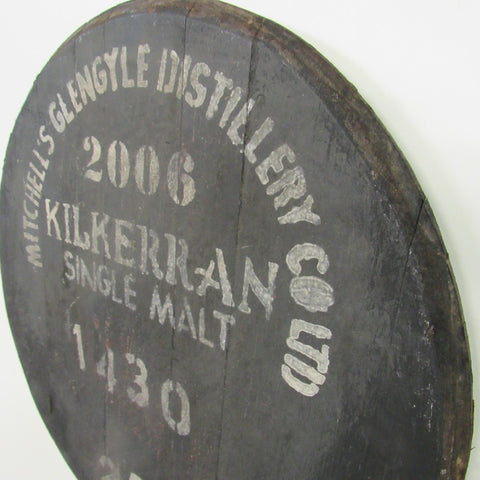 MITCHELL'S GLENGYLE DISTILLERY CO LTD
2006
KILKERRAN
SINGLE MALT
1430